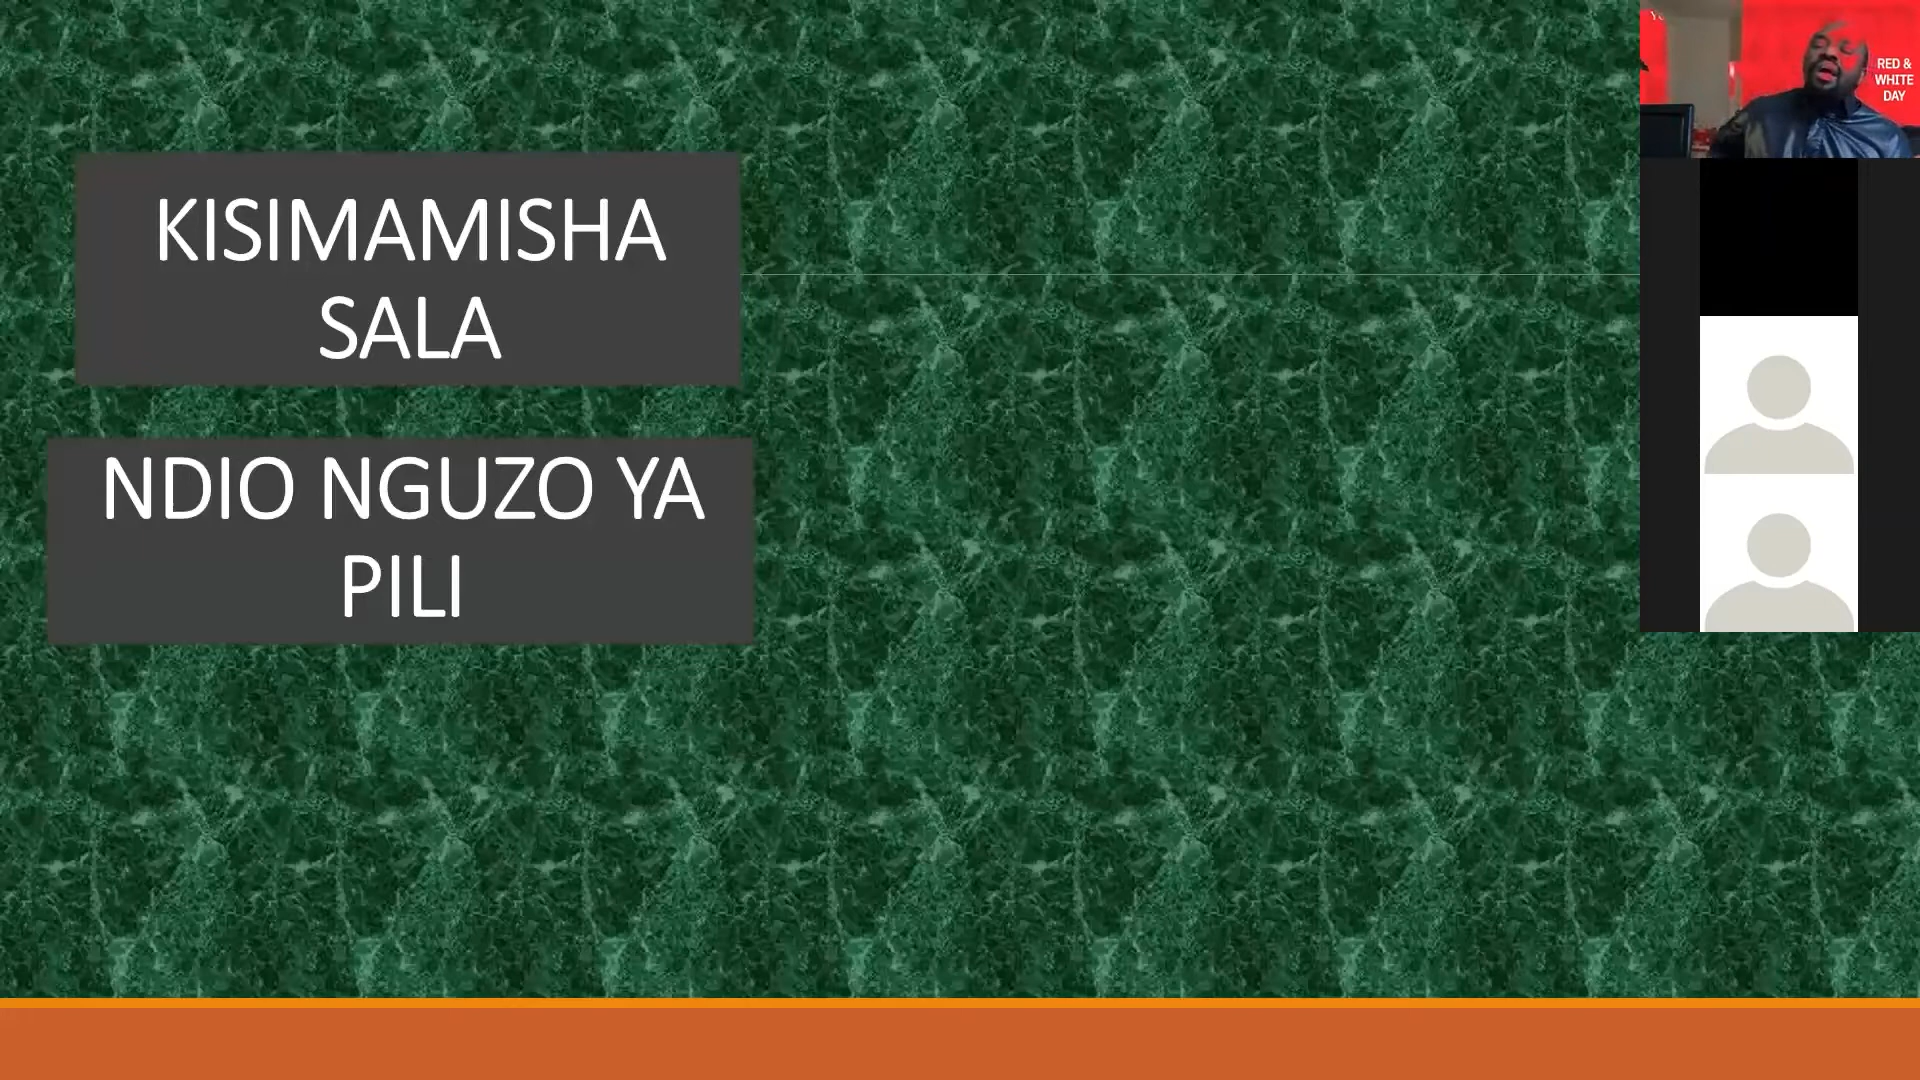 KISIMAMISHA
SALA
NDIO NGUZO YA
PILI
RED &
WHITE
DAY